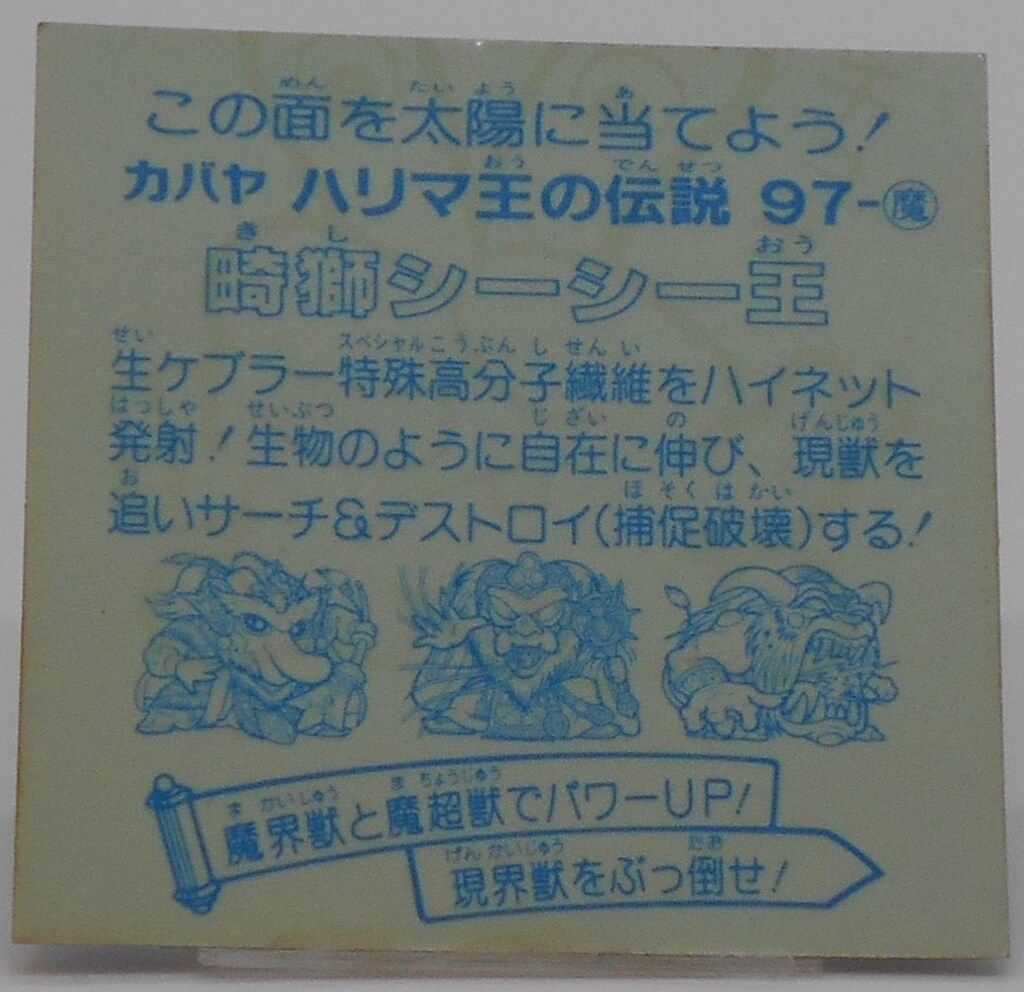 この面を太陽に当てよう!
カバヤ ハリマ王の伝説 97-魔
畸獅シーシー王
生ケブラー特殊高分子繊維をハイネット
発射!生物のように自在に伸び、現獣を
追いサーチ&デストロイ(捕促破壊)する!
魔界獣と魔超獣でパワーUP!
現界獣をぶっ倒せ!